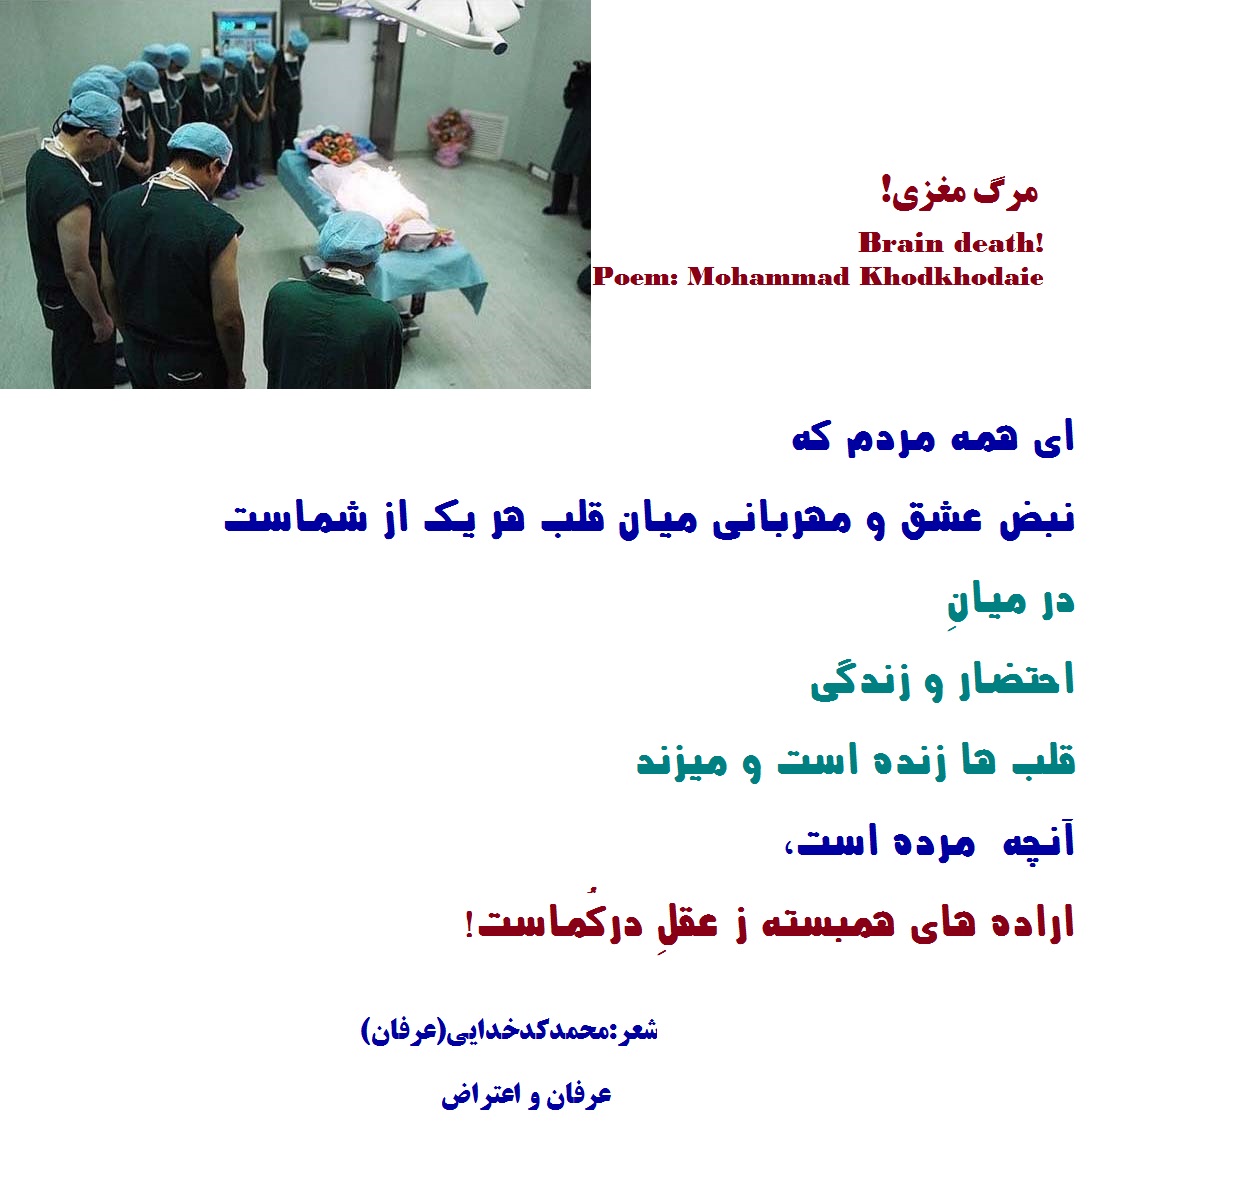 مرگ مغزی!
Brain death!
Poem: Mohammad Khodkhodaie
ای همه مردم که
نبض عشق و مهربانی میان قلب هر یک از شماست
در میانِ
احتضار و زندگی
قلب ها زنده است و میزند
آنچه مرده است،
اراده های همبسته ز عقلِ درکُماست!
شعر:محمدکدخدایی(عرفان)
عرفان و اعتراض